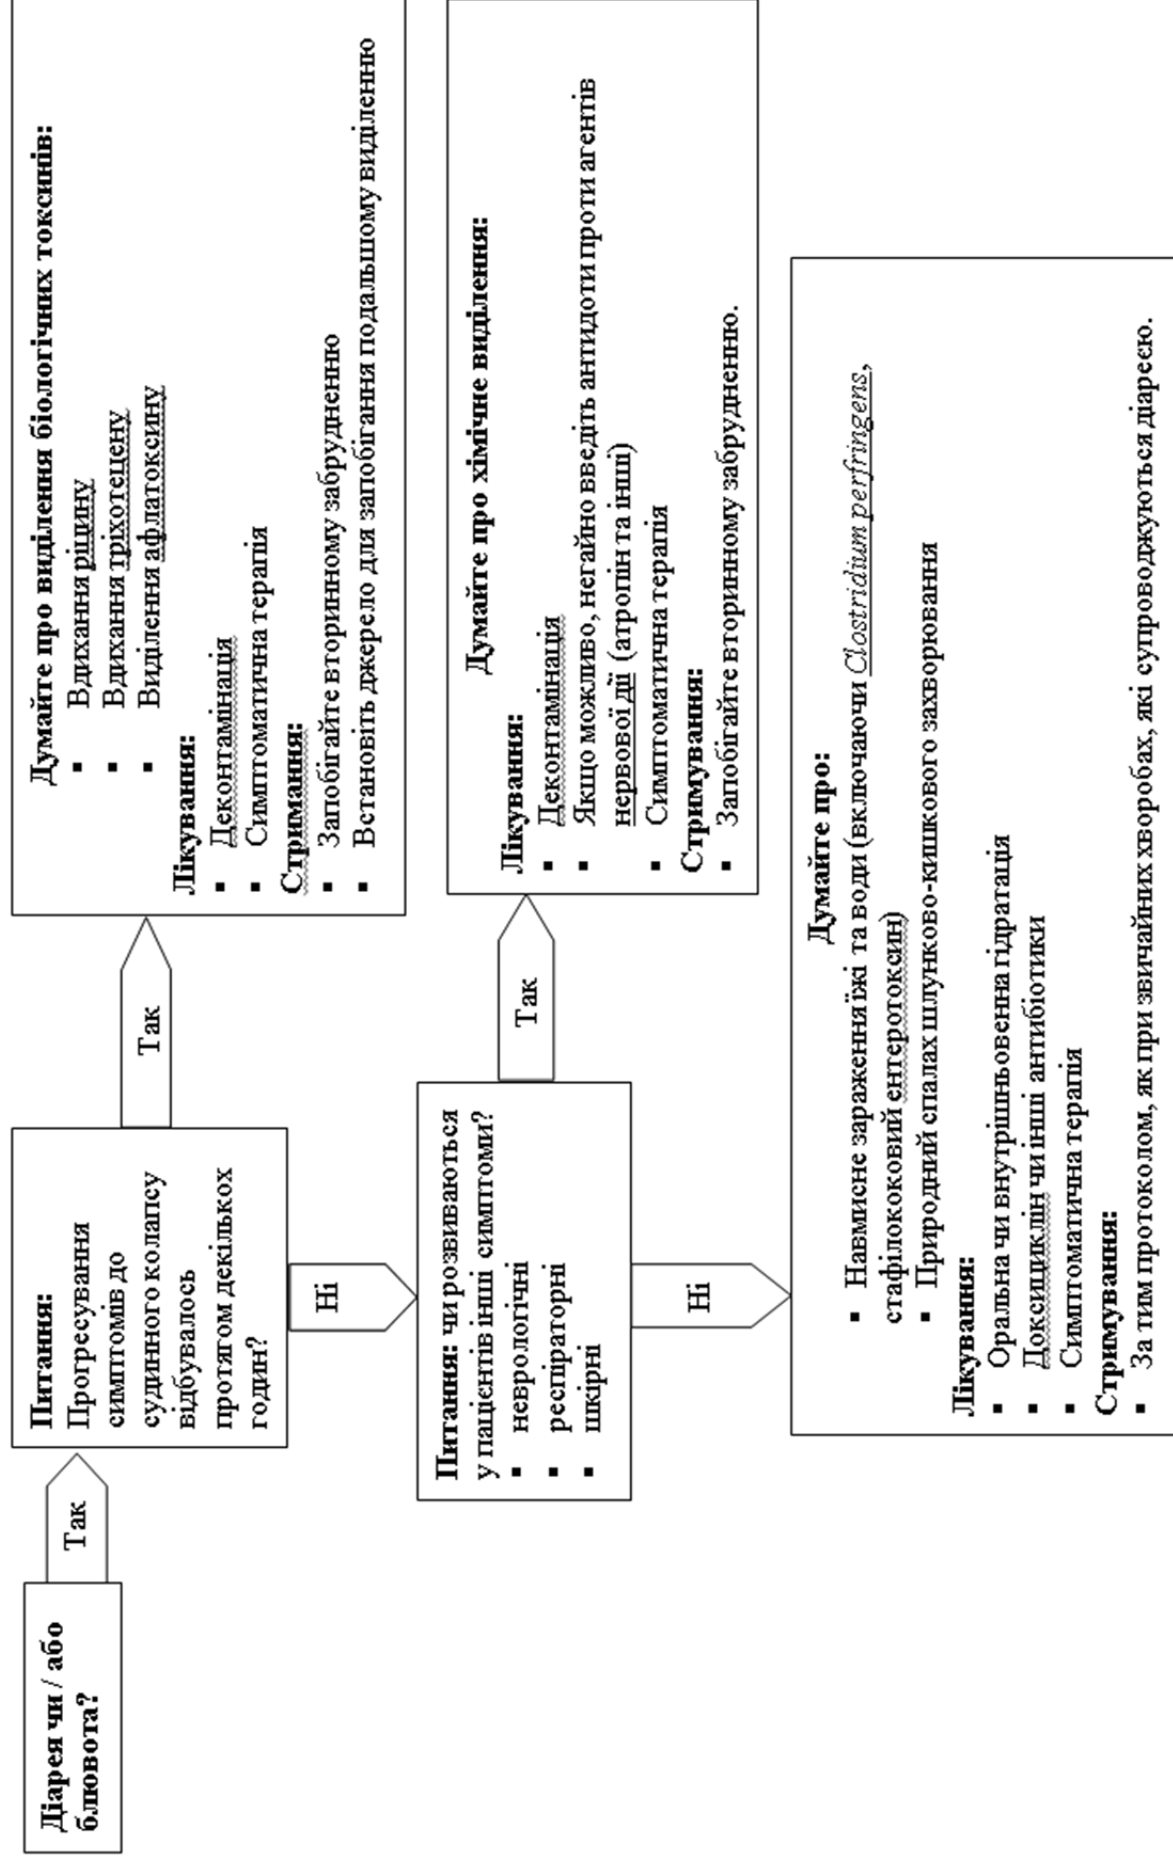 Діарея чи / або
блювота?
Так
Питання:
Прогресування
симптомів до
судинного колапсу
відбувалось
протягом декількох
годин?
Так
Думайте про виділення біологічних токсинів:
▪ Вдихання ріцину
▪ Вдихання тріхотецену
▪ Виділення афлатоксину
Лікування:
▪ Деконтамінація
▪ Симптоматична терапія
Стримання:
▪ Запобігайте вторинному забрудненню
▪ Встановіть джерело для запобігання подальшому виділенню
Ні
Питання: чи розвиваються
у пацієнтів інші симптоми?
▪ неврологічні
▪ респіраторні
▪ шкірні
Так
Думайте про хімічне виділення:
Лікування:
▪ Деконтамінація
▪ Якщо можливо, негайно введіть антидоти проти агентів
нервової дії (атропін та інші)
▪ Симптоматична терапія
Стримування:
▪ Запобігайте вторинному забрудненню.
Ні
Думайте про:
▪ Навмисне зараження їжі та води (включаючи Clostridium perfringens,
стафілококовий ентеротоксин)
▪ Природний спалах шлунково-кишкового захворювання
Лікування:
▪ Оральна чи внутрішньовенна гідратація
▪ Доксициклін чи інші антибіотики
▪ Симптоматична терапія
Стримування:
▪ За тим протоколом, як при звичайних хворобах, які супроводжуються діареєю.